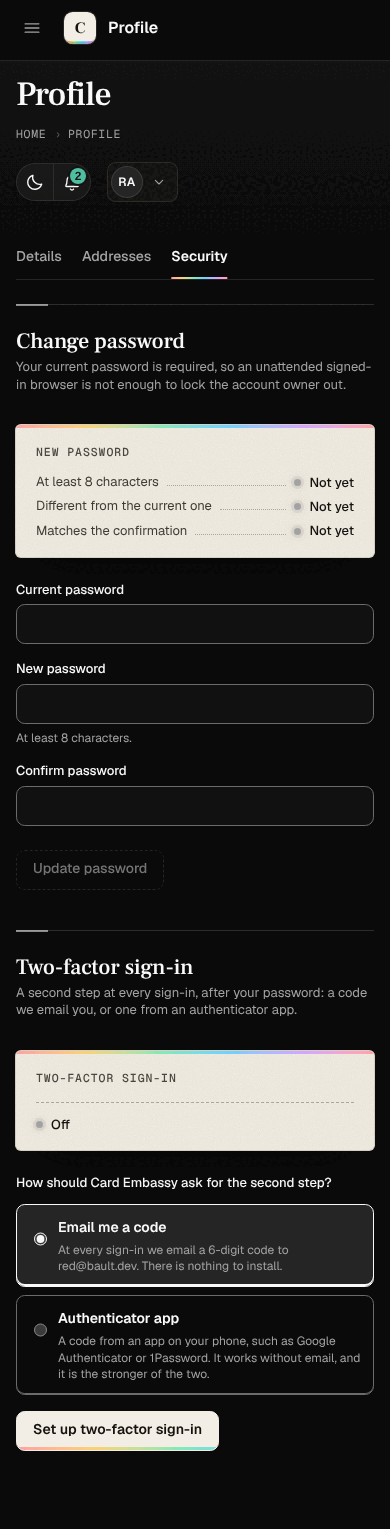 C Profile
Profile
HOME › PROFILE
2
RA
Details Addresses Security
Change password
Your current password is required, so an unattended signed-
in browser is not enough to lock the account owner out.
NEW PASSWORD
At least 8 characters Not yet
Different from the current one Not yet
Matches the confirmation Not yet
Current password
New password
At least 8 characters.
Confirm password
Update password
Two-factor sign-in
A second step at every sign-in, after your password: a code
we email you, or one from an authenticator app.
TWO-FACTOR SIGN-IN
Off
How should Card Embassy ask for the second step?
Email me a code
At every sign-in we email a 6-digit code to
red@bault.dev. There is nothing to install.
Authenticator app
A code from an app on your phone, such as Google
Authenticator or 1Password. It works without email, and
it is the stronger of the two.
Set up two-factor sign-in